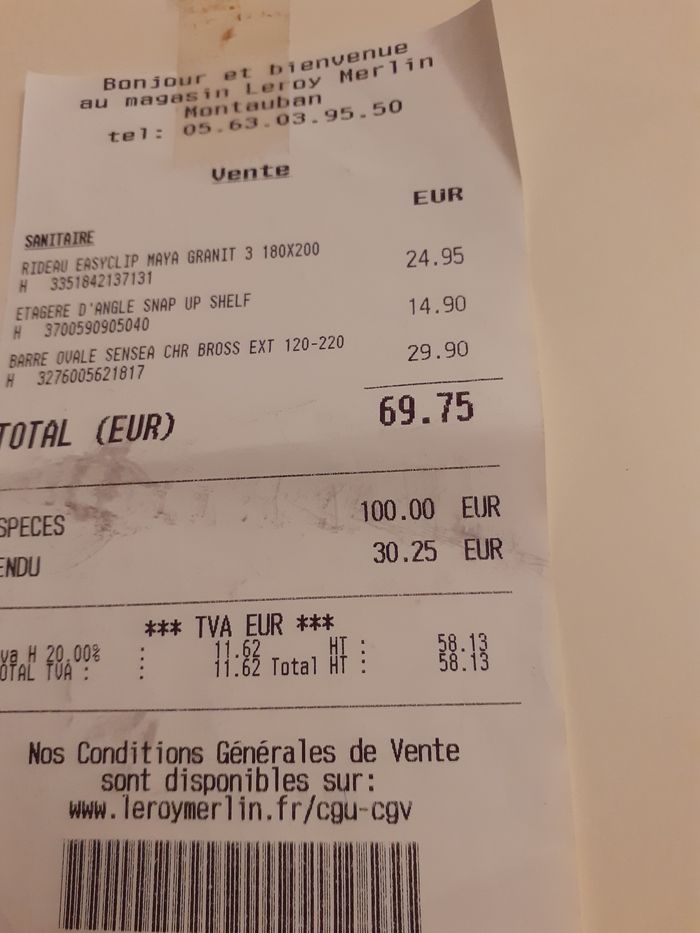 Bonjour et bienvenue
au magasin Leroy Merlin
Montauban
tel: 05.63.03.95.50
Vente
EUR
SANITAIRE
RIDEAU EASYCLIP MAYA GRANIT 3 180X200 24.95
H 3351842137131
ETAGERE D'ANGLE SNAP UP SHELF 14.90
H 3700590905040
BARRE OVALE SENSEA CHR BROSS EXT 120-220 29.90
H 3276005621817
TOTAL (EUR) 69.75
SPECES 100.00 EUR
ENDU 30.25 EUR
*** TVA EUR ***
va H 20.00% : 11.62 HT : 58.13
OTAL TVA : : 11.62 Total HT : 58.13
Nos Conditions Générales de Vente
sont disponibles sur:
www.leroymerlin.fr/cgu-cgv